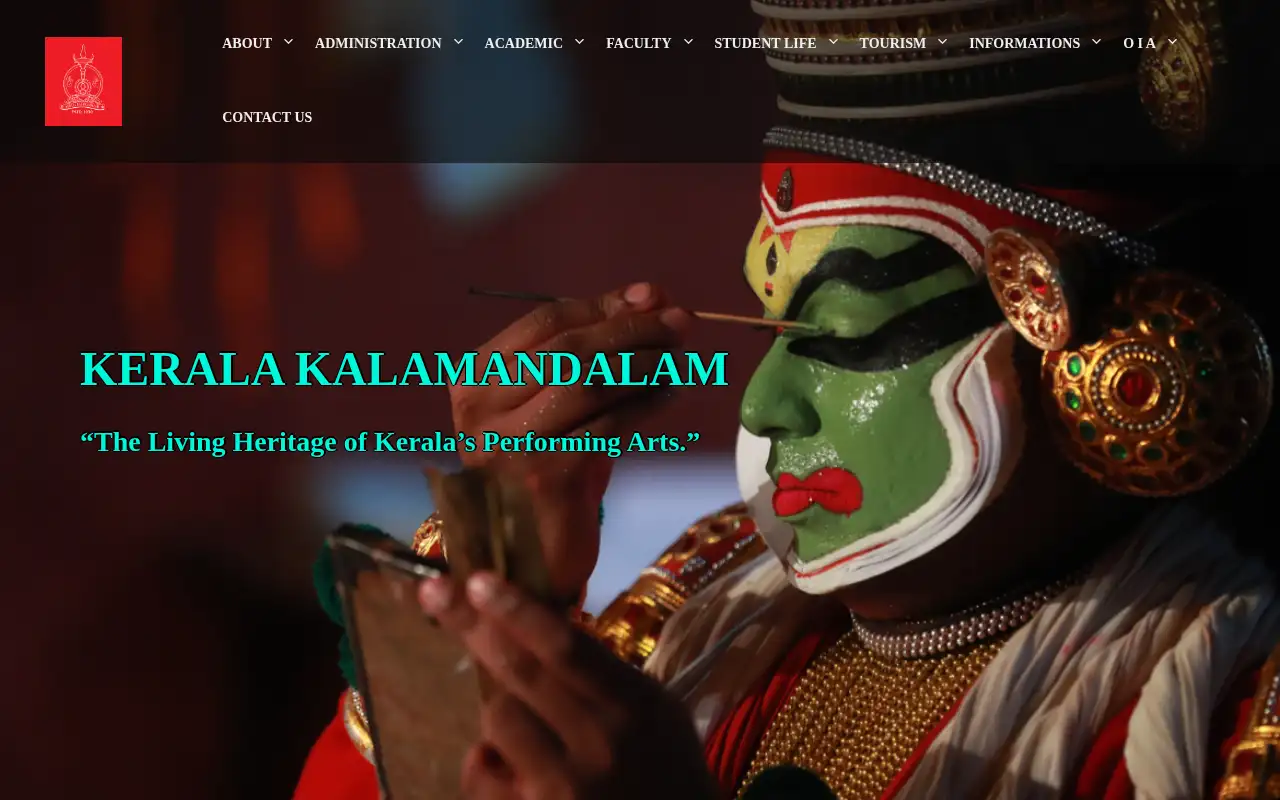 ABOUT ADMINISTRATION ACADEMIC FACULTY STUDENT LIFE TOURISM INFORMATIONS O I A
CONTACT US
KERALA KALAMANDALAM
“The Living Heritage of Kerala’s Performing Arts.”